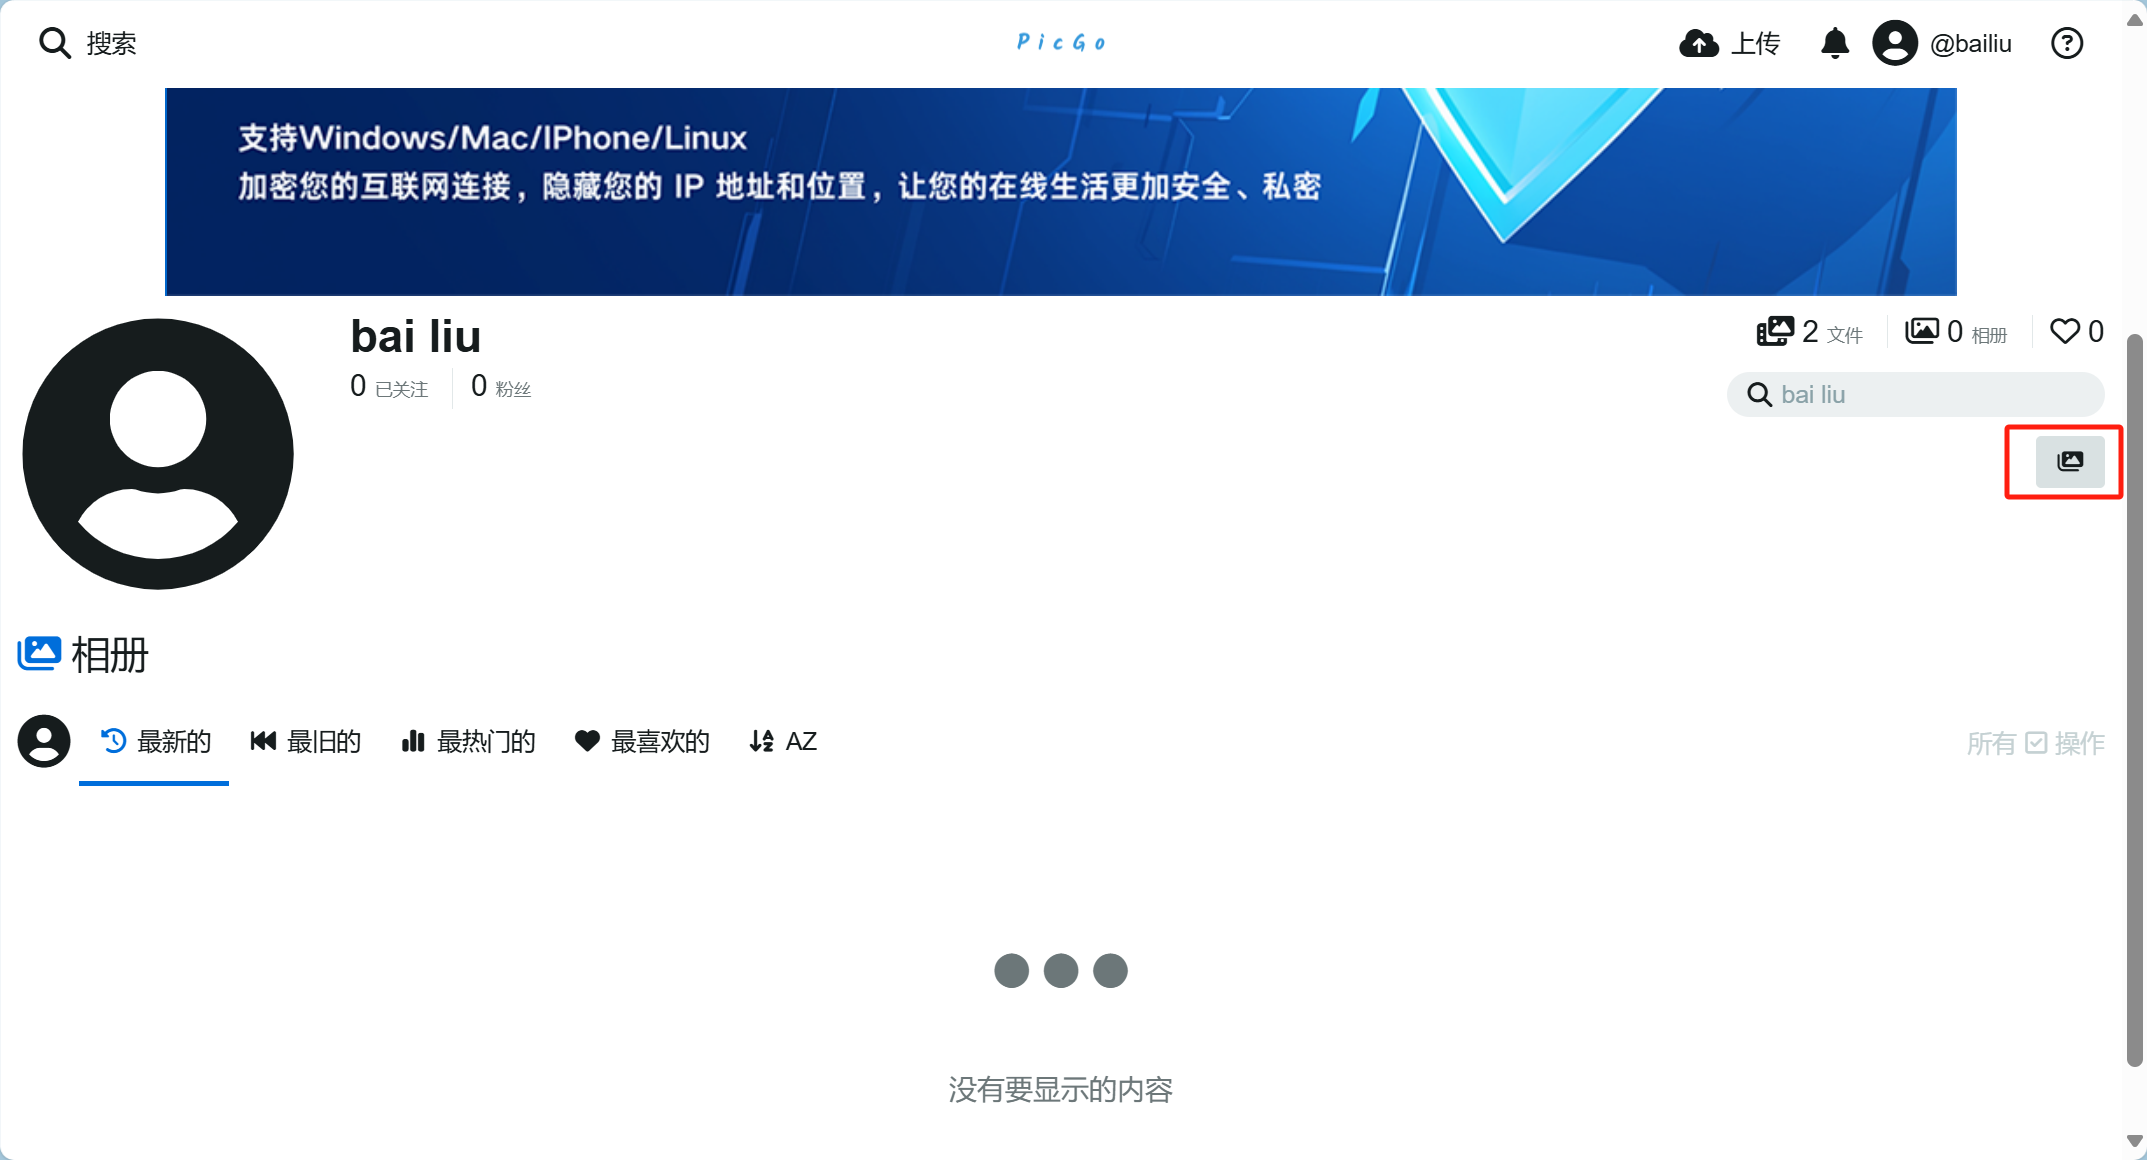 搜索
PicGo
上传
@bailiu
支持Windows/Mac/IPhone/Linux
加密您的互联网连接，隐藏您的 IP 地址和位置，让您的在线生活更加安全、私密
bai liu
0 已关注
0 粉丝
2 文件
0 相册
0
bai liu
相册
最新的
最旧的
最热门的
最喜欢的
AZ
所有 操作
没有要显示的内容